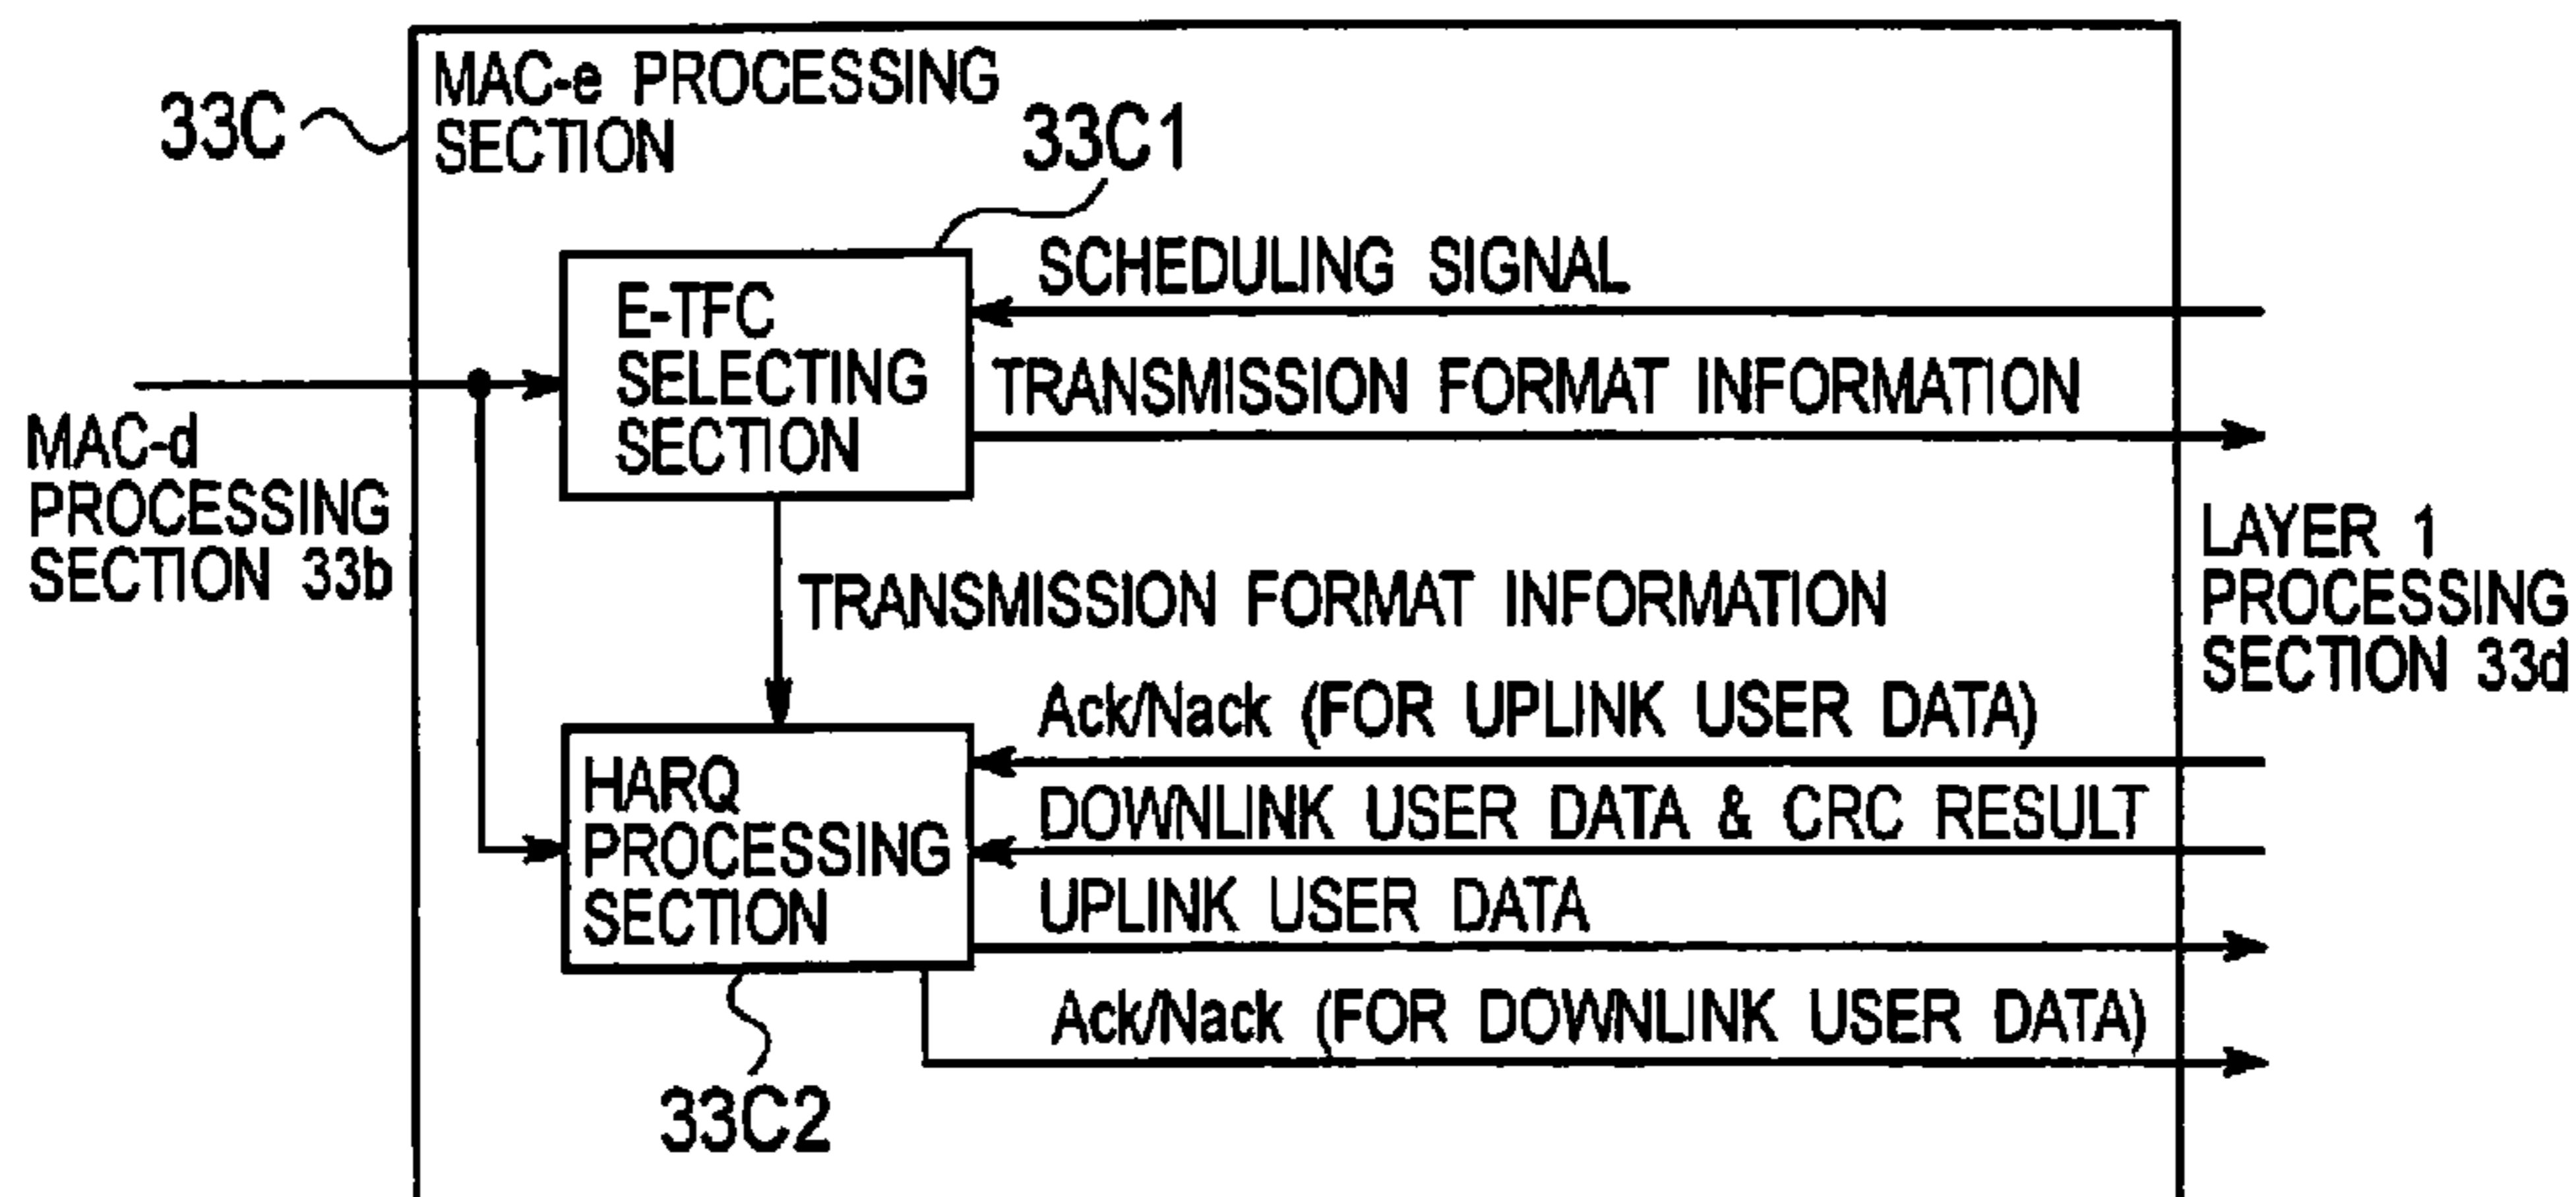 MAC-e PROCESSING
SECTION
33C
33C1
SCHEDULING SIGNAL
E-TFC
SELECTING
SECTION
TRANSMISSION FORMAT INFORMATION
MAC-d
PROCESSING
SECTION 33b
LAYER 1
PROCESSING
SECTION 33d
TRANSMISSION FORMAT INFORMATION
Ack/Nack (FOR UPLINK USER DATA)
HARQ
PROCESSING
SECTION
DOWNLINK USER DATA & CRC RESULT
UPLINK USER DATA
Ack/Nack (FOR DOWNLINK USER DATA)
33C2